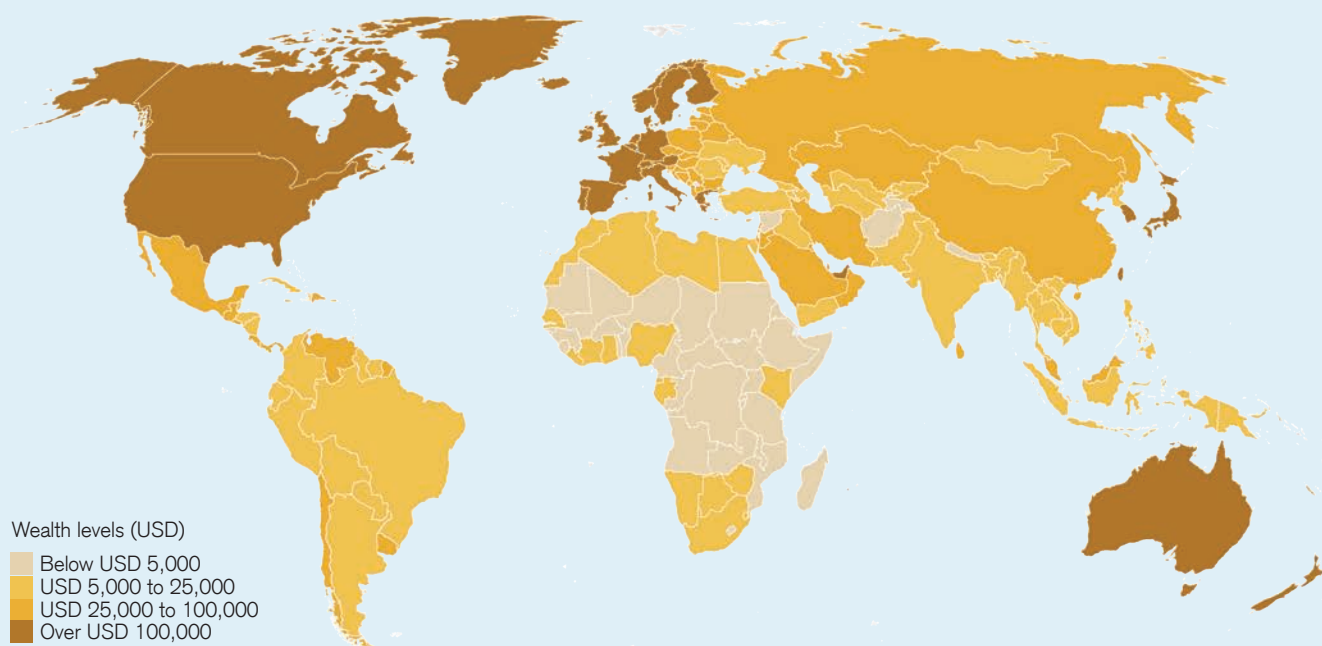 Wealth levels (USD)
Below USD 5,000
USD 5,000 to 25,000
USD 25,000 to 100,000
Over USD 100,000